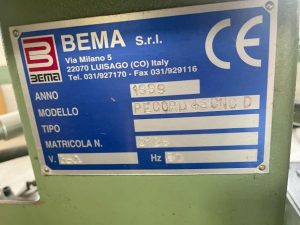 BEMA S.r.l.
Via Milano 5
22070 LUISAGO (CO) Italy
Tel. 031/927170 - Fax 031/929116
CE
BEMA
ANNO 1999
MODELLO RECORD
TIPO
MATRICOLA N.
V. Hz